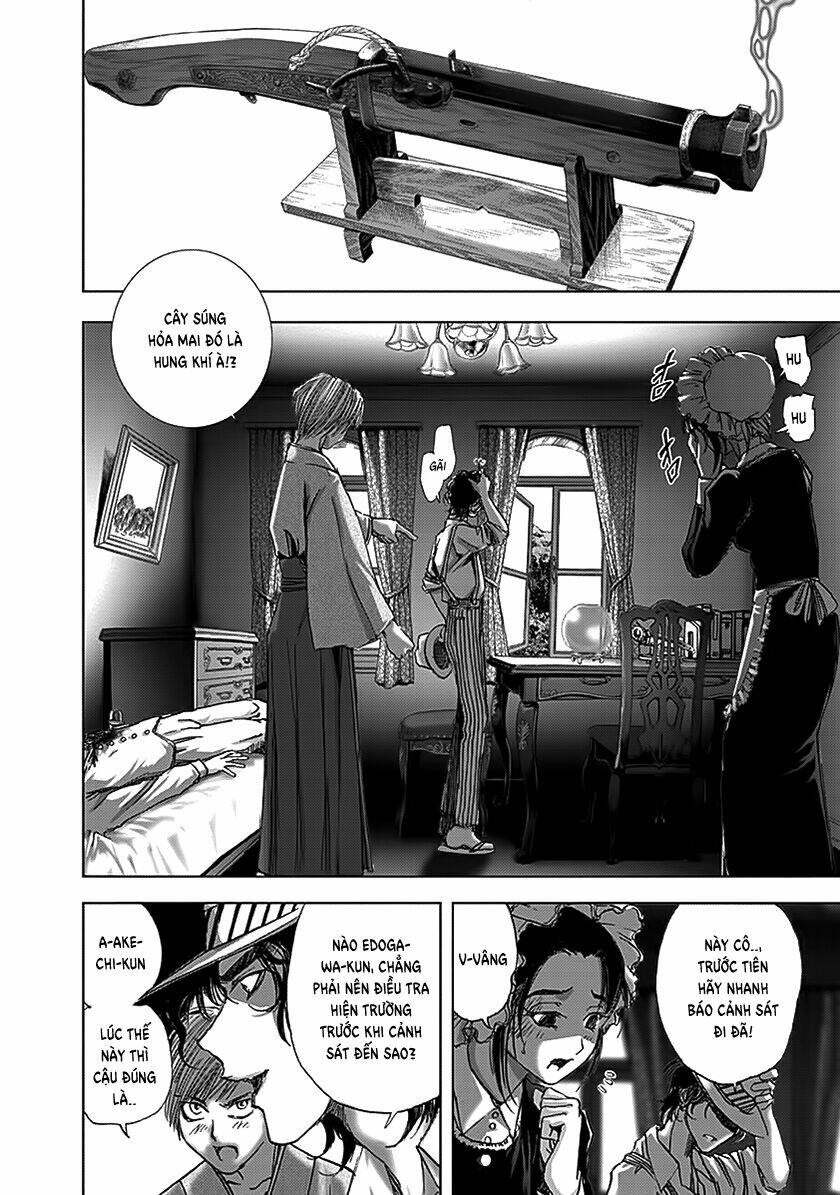 CÂY SÚNG
HỎA MAI ĐÓ LÀ
HUNG KHÍ À!?
GÃI
HU
HU
NÀY CÔ..,
TRƯỚC TIÊN
HÃY NHANH
BÁO CẢNH SÁT
ĐI ĐÃ!
V-VÂNG
NÀO EDOGA-
WA-KUN, CHẲNG
PHẢI NÊN ĐIỀU TRA
HIỆN TRƯỜNG
TRƯỚC KHI CẢNH
SÁT ĐẾN SAO?
A-AKE-
CHI-KUN
LÚC THẾ
NÀY THÌ
CẬU ĐÚNG
LÀ..